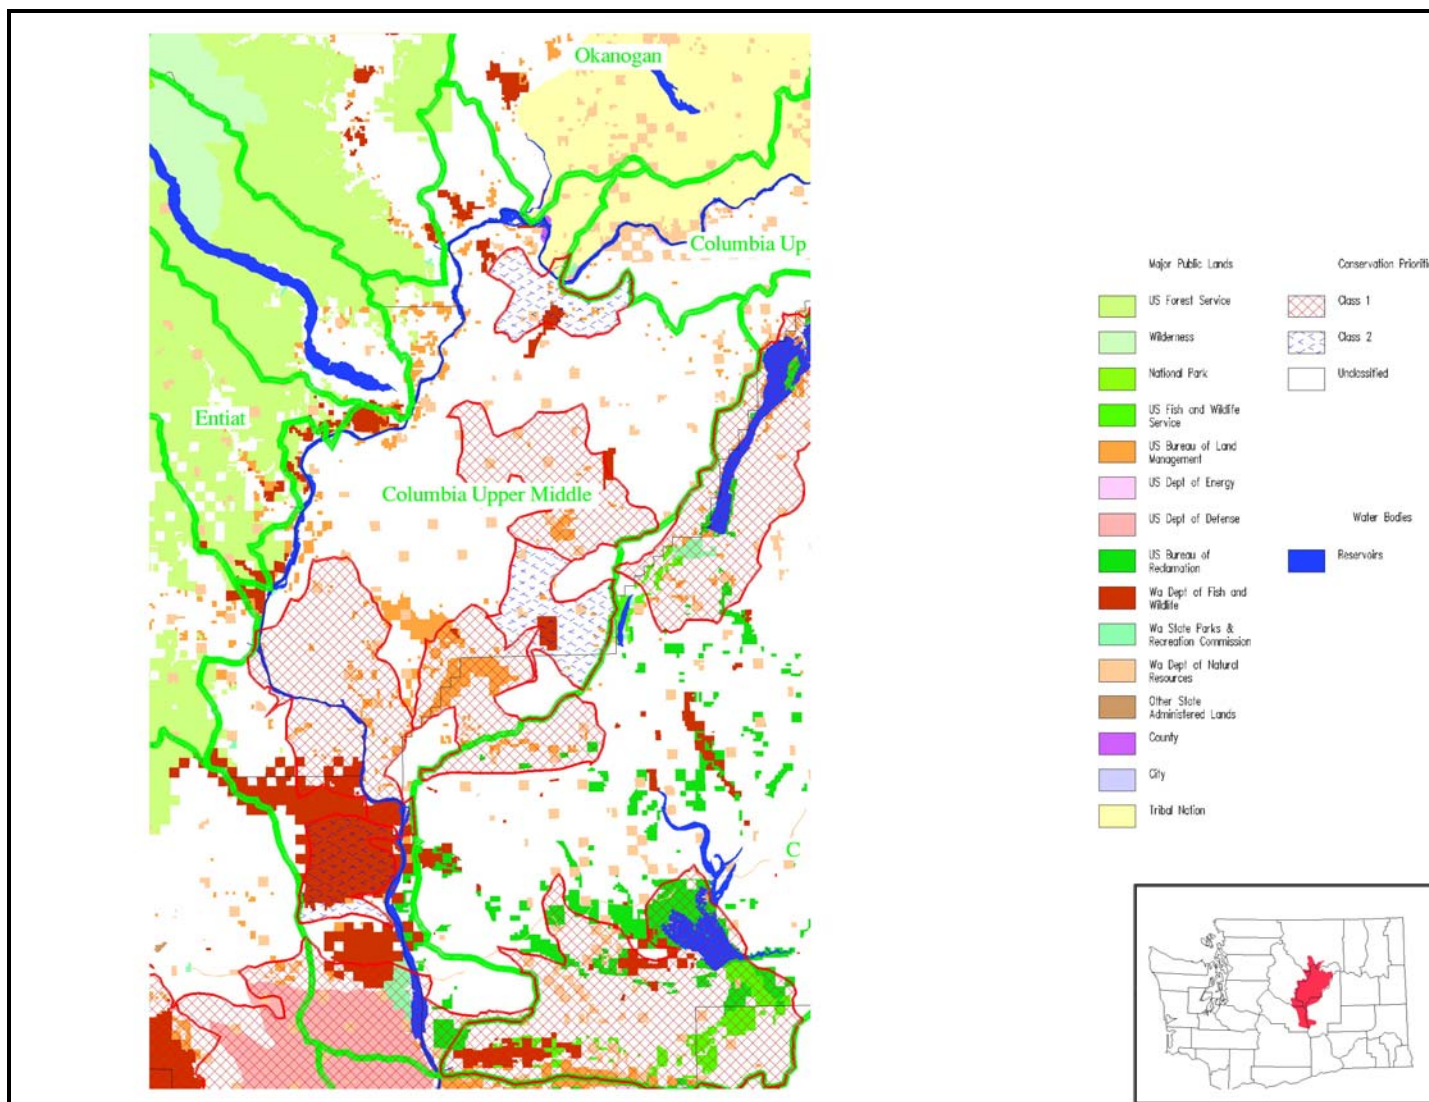 Okanogan
Columbia Up
Entiat
Columbia Upper Middle
C
Major Public Lands
US Forest Service
Wilderness
National Park
US Fish and Wildlife
Service
US Bureau of Land
Management
US Dept of Energy
US Dept of Defense
US Bureau of
Reclamation
Wa Dept of Fish and
Wildlife
Wa State Parks &
Recreation Commission
Wa Dept of Natural
Resources
Other State
Administered Lands
County
City
Tribal Nation
Conservation Prioriti
Class 1
Class 2
Unclassified
Water Bodies
Reservoirs